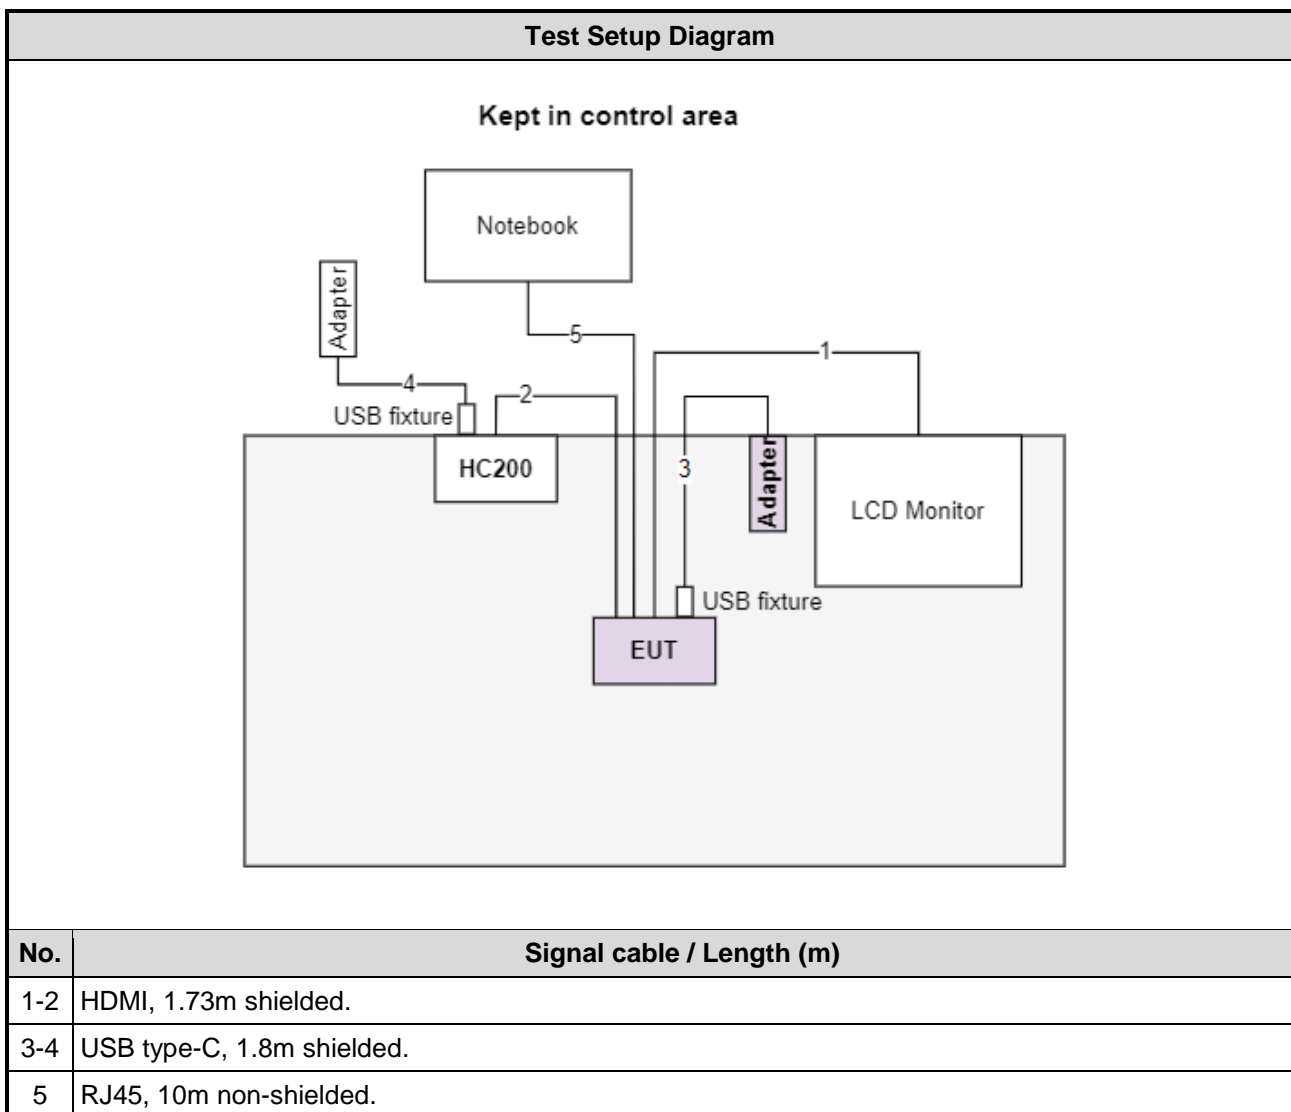 Test Setup Diagram
Kept in control area
Notebook
Adapter
5
1
4
2
USB fixture
HC200
3
Adapter
LCD Monitor
USB fixture
EUT
No. Signal cable / Length (m)
1-2 HDMI, 1.73m shielded.
3-4 USB type-C, 1.8m shielded.
5 RJ45, 10m non-shielded.